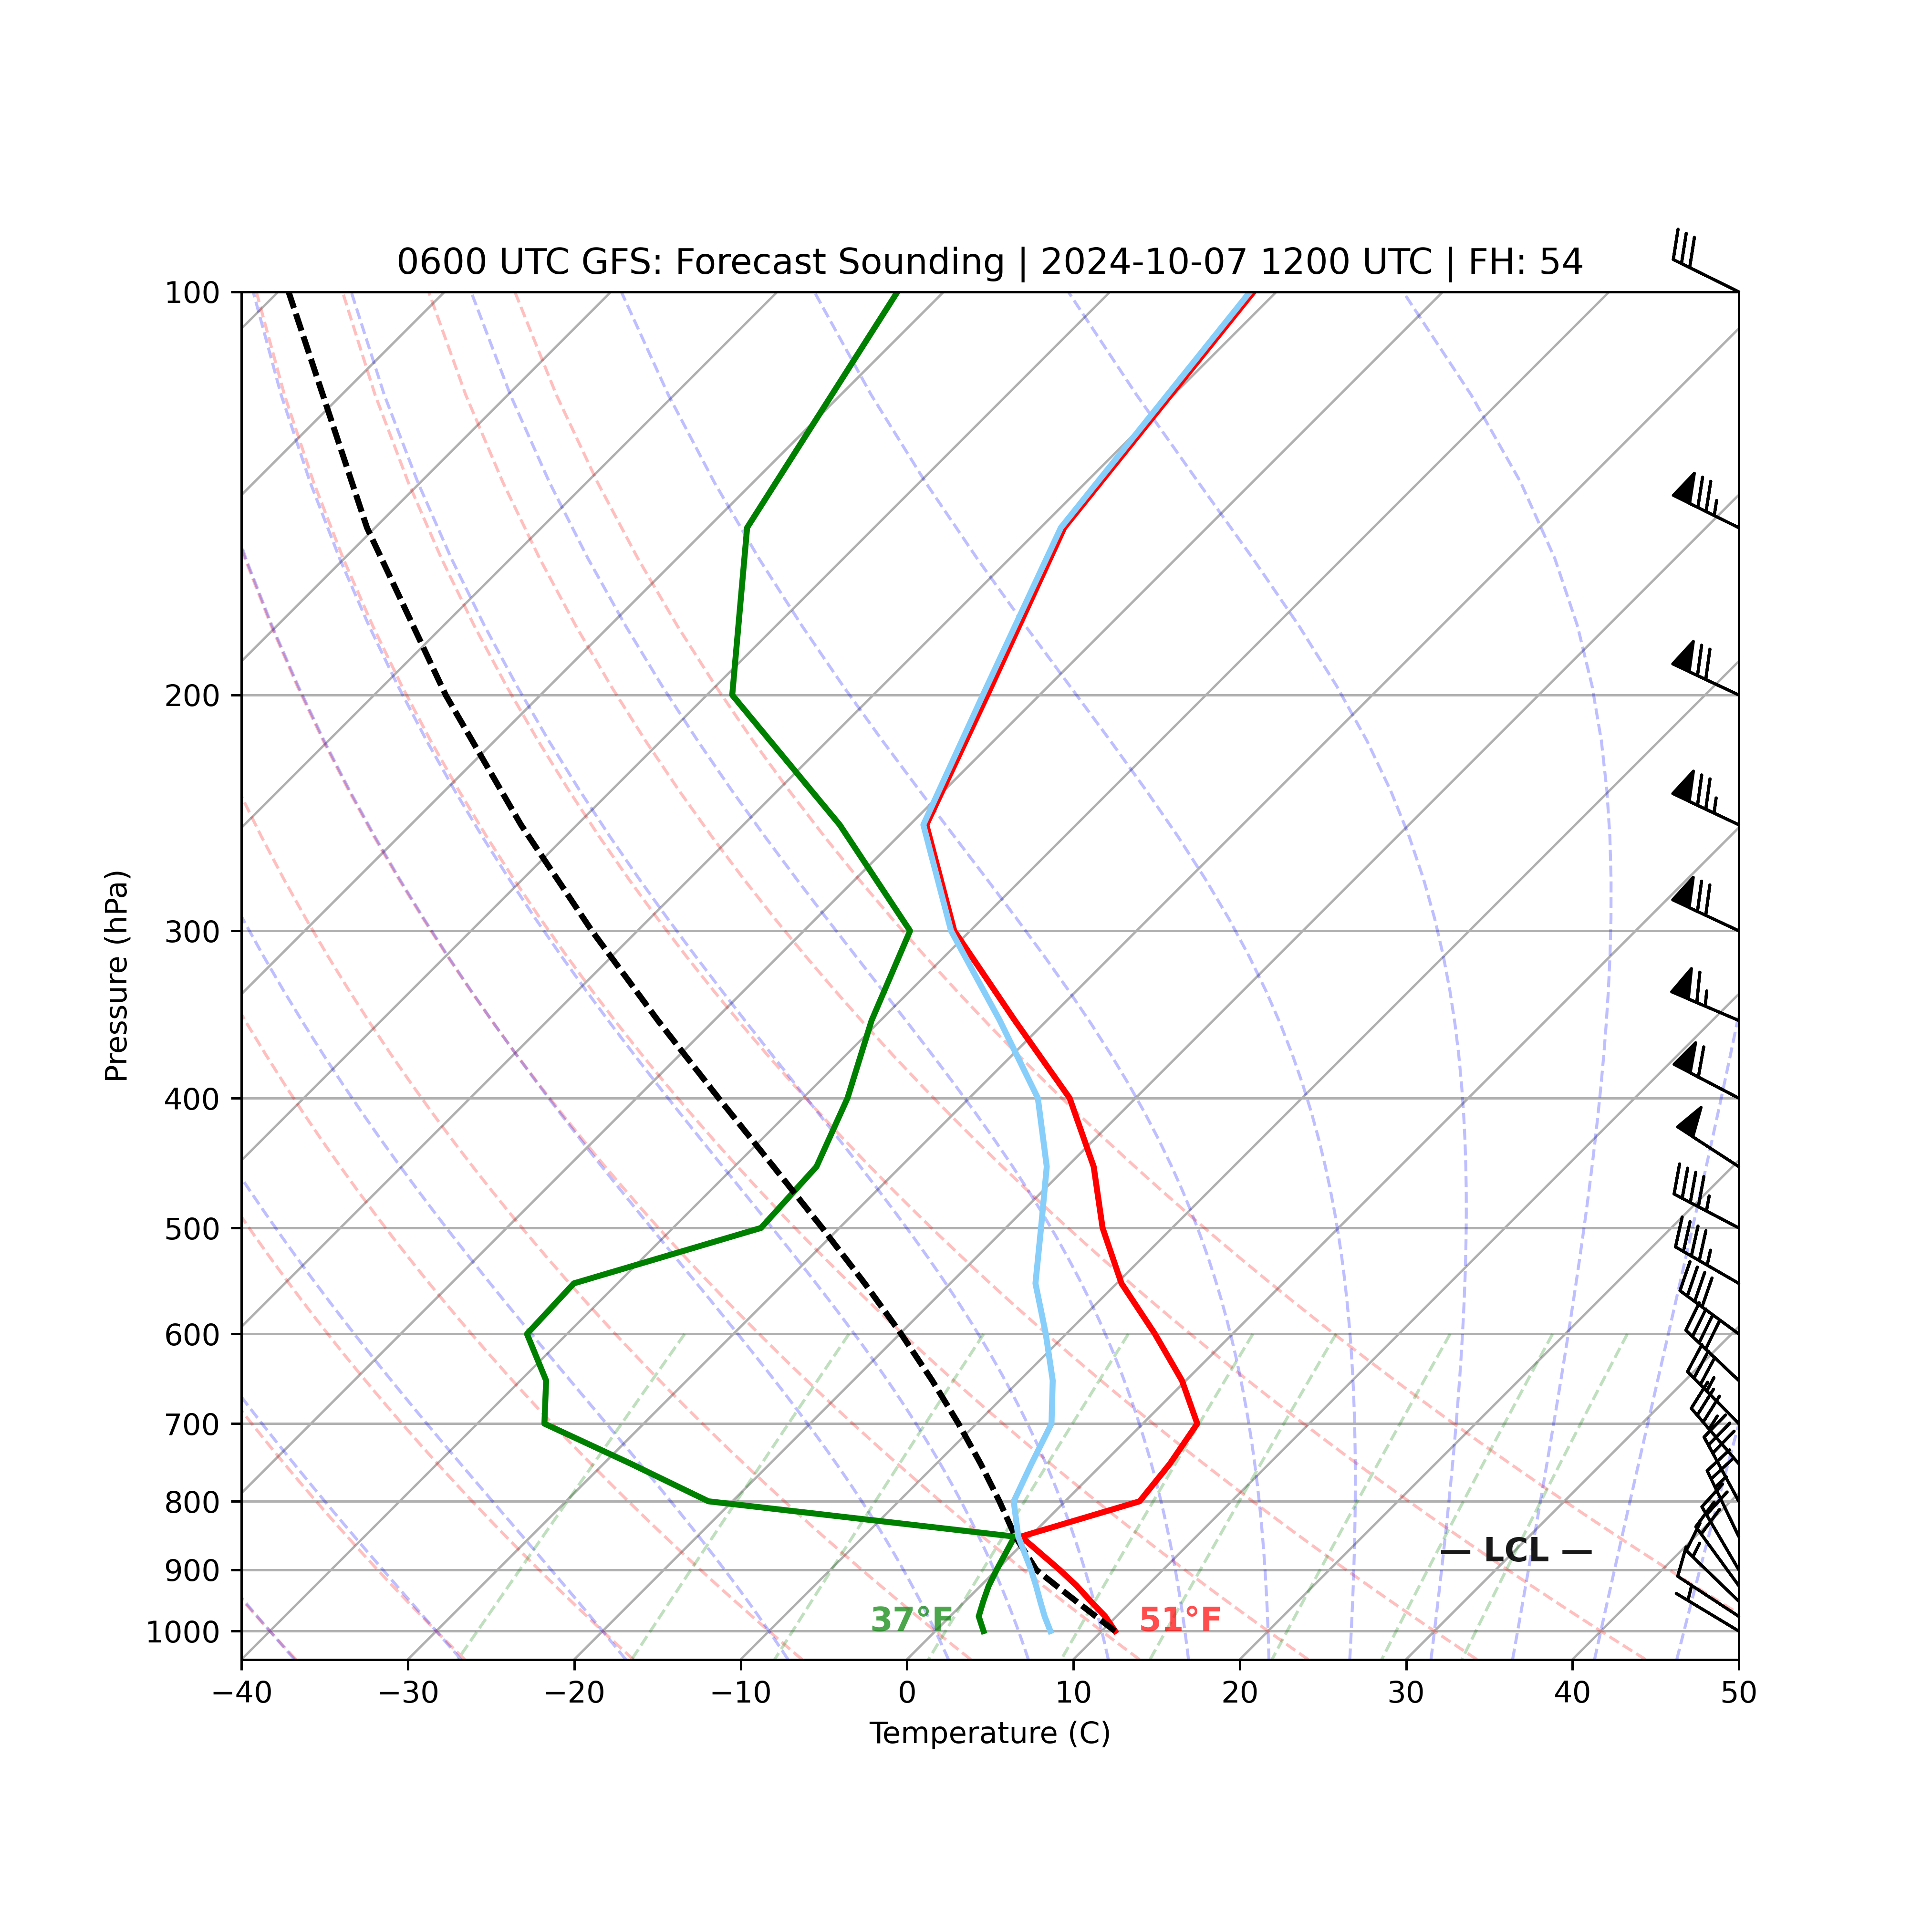 0600 UTC GFS: Forecast Sounding | 2024-10-07 1200 UTC | FH: 54
100
200
300
400
500
600
700
800
900
1000
Pressure (hPa)
— LCL —
37°F
51°F
−40 −30 −20 −10 0 10 20 30 40 50
Temperature (C)